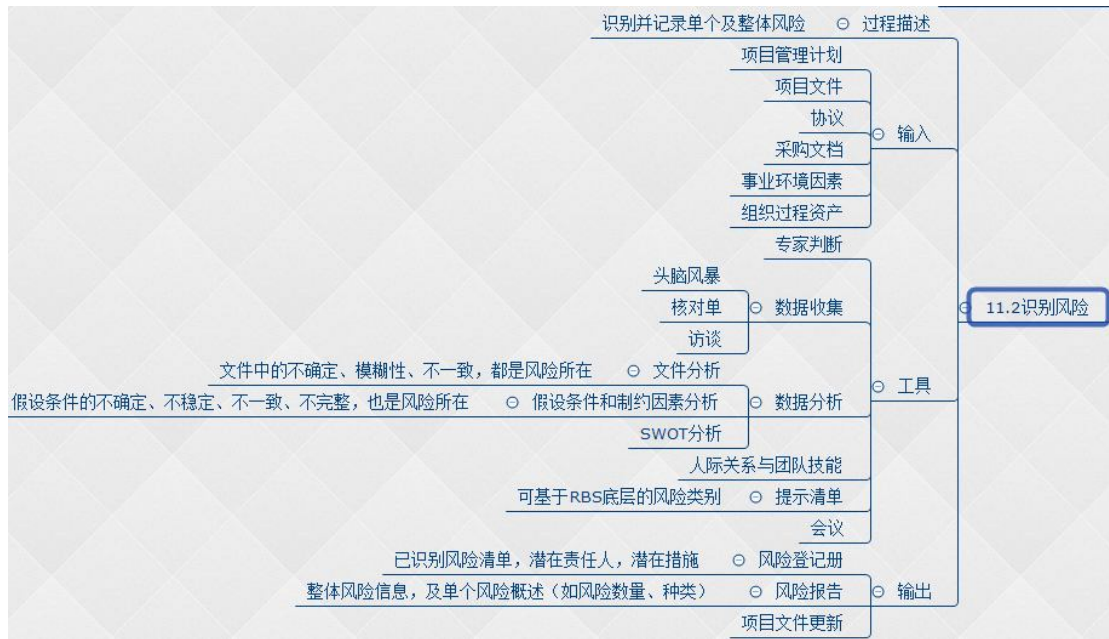 识别并记录单个及整体风险 过程描述
项目管理计划
项目文件
协议
输入
采购文档
事业环境因素
组织过程资产
专家判断
头脑风暴
核对单 数据收集
11.2识别风险
访谈
文件中的不确定、模糊性、不一致，都是风险所在 文件分析
工具
假设条件的不确定、不稳定、不一致、不完整，也是风险所在 假设条件和制约因素分析 数据分析
SWOT分析
人际关系与团队技能
可基于RBS底层的风险类别 提示清单
会议
已识别风险清单，潜在责任人，潜在措施 风险登记册
整体风险信息，及单个风险概述（如风险数量、种类） 风险报告 输出
项目文件更新